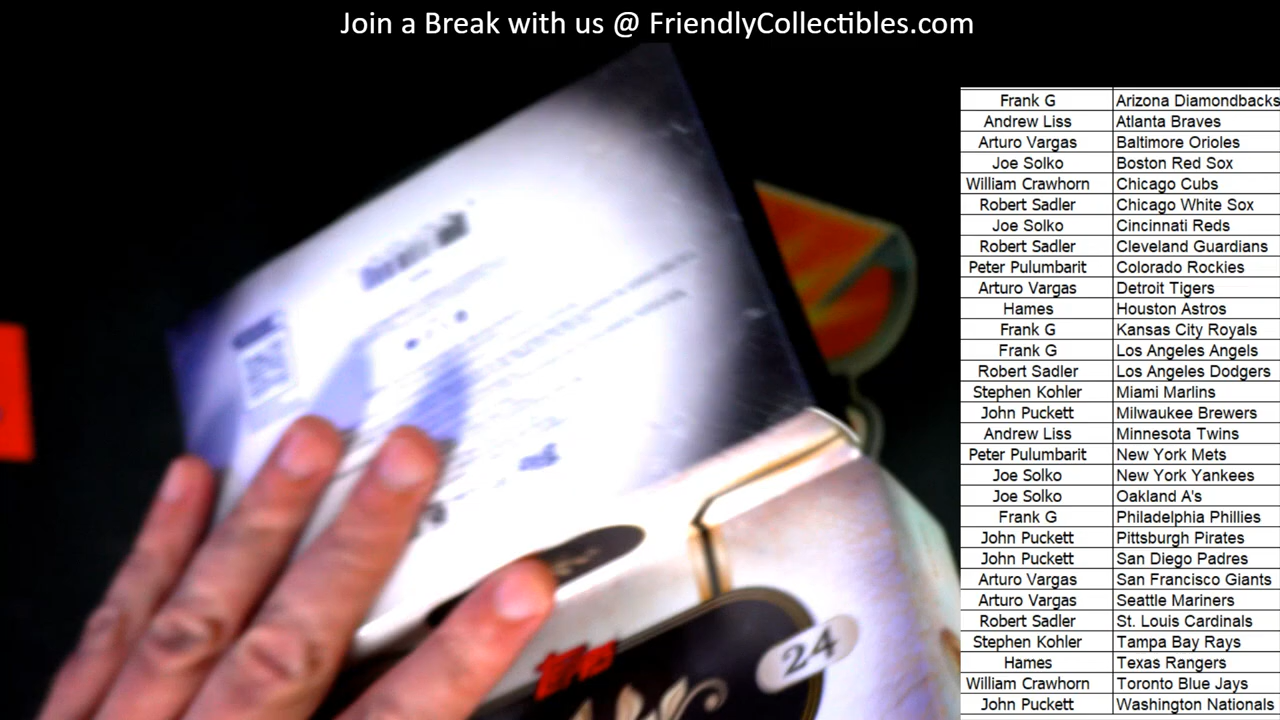 Join a Break with us @ FriendlyCollectibles.com
Frank G Arizona Diamondbacks
Andrew Liss Atlanta Braves
Arturo Vargas Baltimore Orioles
Joe Solko Boston Red Sox
William Crawhorn Chicago Cubs
Robert Sadler Chicago White Sox
Joe Solko Cincinnati Reds
Robert Sadler Cleveland Guardians
Peter Pulumbarit Colorado Rockies
Arturo Vargas Detroit Tigers
Hames Houston Astros
Frank G Kansas City Royals
Frank G Los Angeles Angels
Robert Sadler Los Angeles Dodgers
Stephen Kohler Miami Marlins
John Puckett Milwaukee Brewers
Andrew Liss Minnesota Twins
Peter Pulumbarit New York Mets
Joe Solko New York Yankees
Joe Solko Oakland A's
Frank G Philadelphia Phillies
John Puckett Pittsburgh Pirates
John Puckett San Diego Padres
Arturo Vargas San Francisco Giants
Arturo Vargas Seattle Mariners
Robert Sadler St. Louis Cardinals
Stephen Kohler Tampa Bay Rays
Hames Texas Rangers
William Crawhorn Toronto Blue Jays
John Puckett Washington Nationals
Topps
24